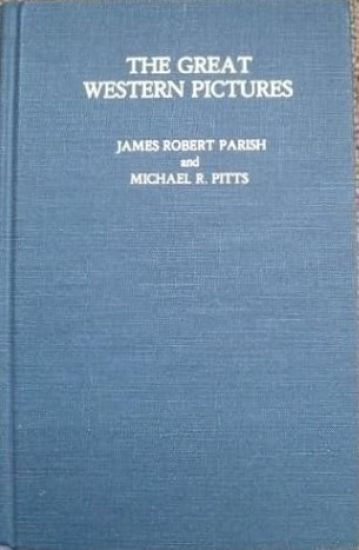 THE GREAT
WESTERN PICTURES
JAMES ROBERT PARISH
and
MICHAEL R. PITTS